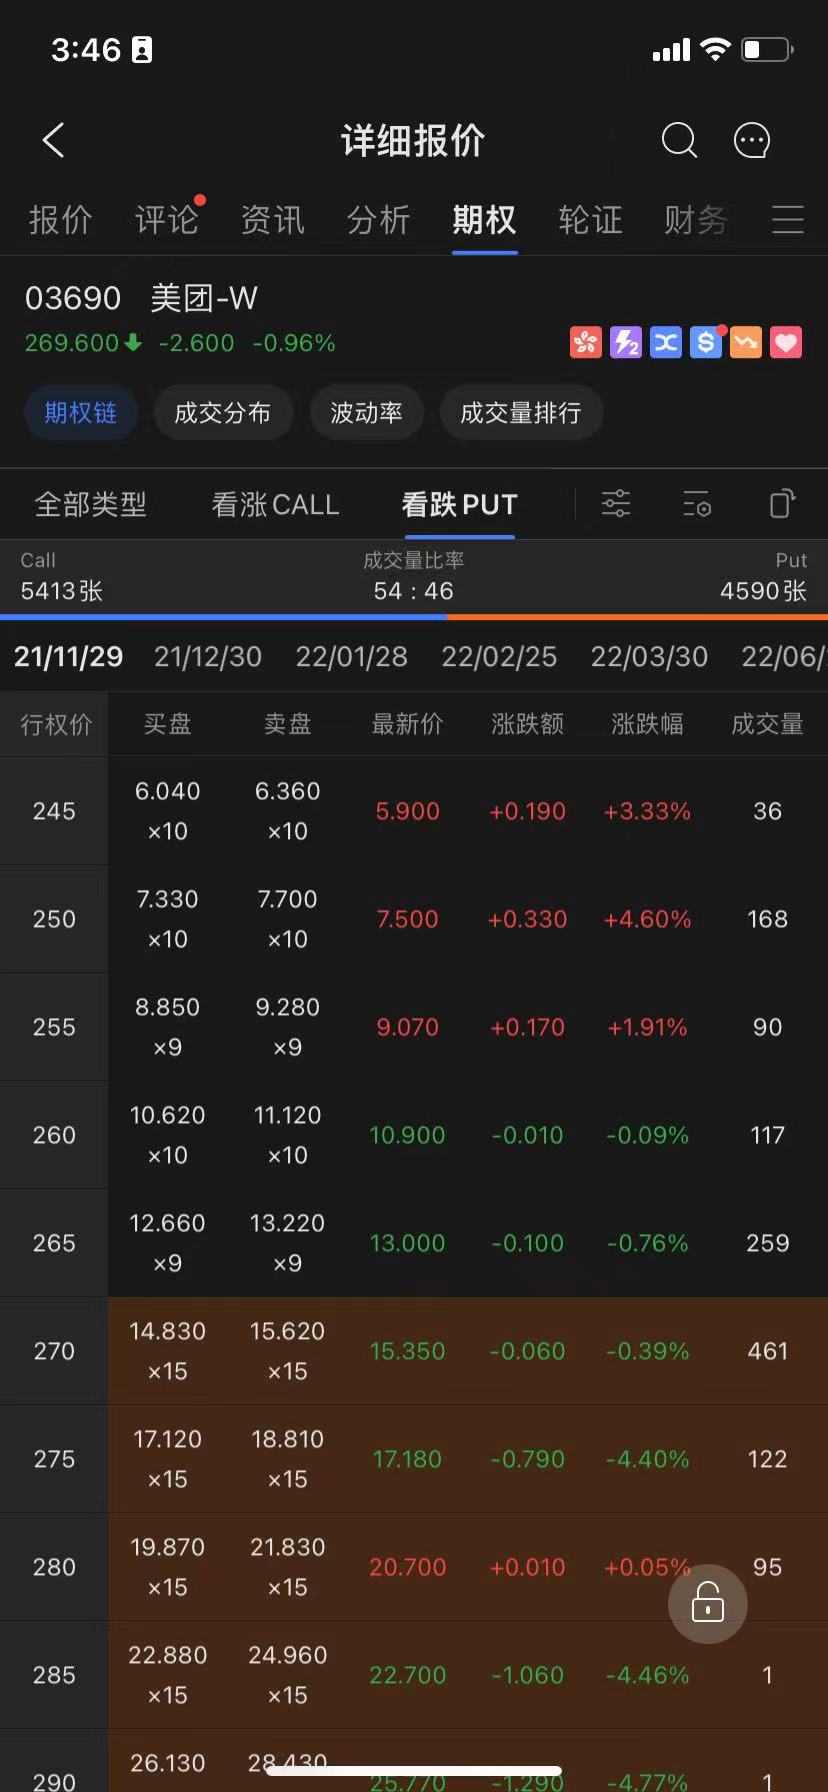 3:46
详细报价
报价 评论 资讯 分析 期权 轮证 财务
03690 美团-W
269.600 -2.600 -0.96%
期权链 成交分布 波动率 成交量排行
全部类型 看涨CALL 看跌PUT
Call 成交量比率 Put
5413张 54 : 46 4590张
21/11/29 21/12/30 22/01/28 22/02/25 22/03/30 22/06/
行权价 买盘 卖盘 最新价 涨跌额 涨跌幅 成交量
6.040 6.360
245 5.900 +0.190 +3.33% 36
×10 ×10
7.330 7.700
250 7.500 +0.330 +4.60% 168
×10 ×10
8.850 9.280
255 9.070 +0.170 +1.91% 90
×9 ×9
10.620 11.120
260 10.900 -0.010 -0.09% 117
×10 ×10
12.660 13.220
265 13.000 -0.100 -0.76% 259
×9 ×9
14.830 15.620
270 15.350 -0.060 -0.39% 461
×15 ×15
17.120 18.810
275 17.180 -0.790 -4.40% 122
×15 ×15
19.870 21.830
280 20.700 +0.010 +0.05% 95
×15 ×15
22.880 24.960
285 22.700 -1.060 -4.46% 1
×15 ×15
26.130 28.430
290 25.770 -1.290 -4.77% 1